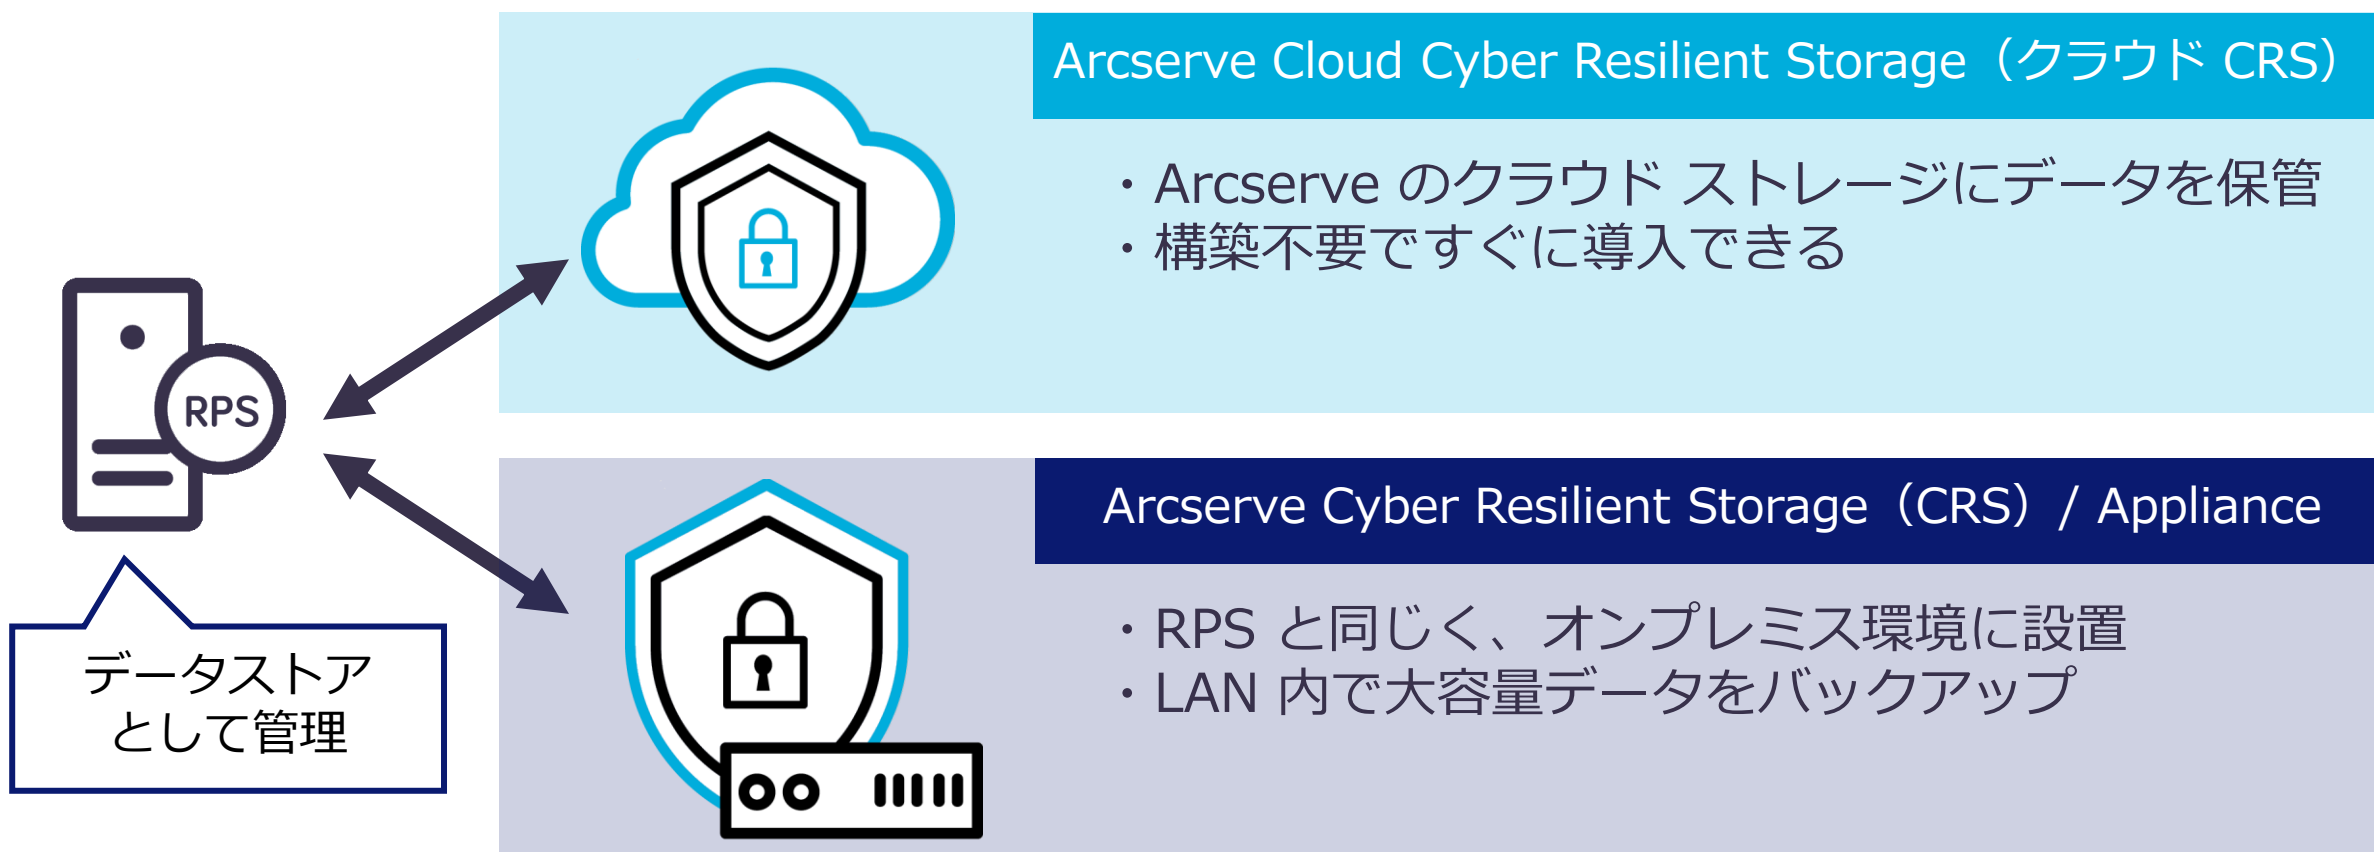 Arcserve Cloud Cyber Resilient Storage（クラウド CRS）
・Arcserve のクラウド ストレージにデータを保管
・構築不要ですぐに導入できる
RPS
データストア
として管理
Arcserve Cyber Resilient Storage（CRS）/ Appliance
・RPS と同じく、オンプレミス環境に設置
・LAN 内で大容量データをバックアップ